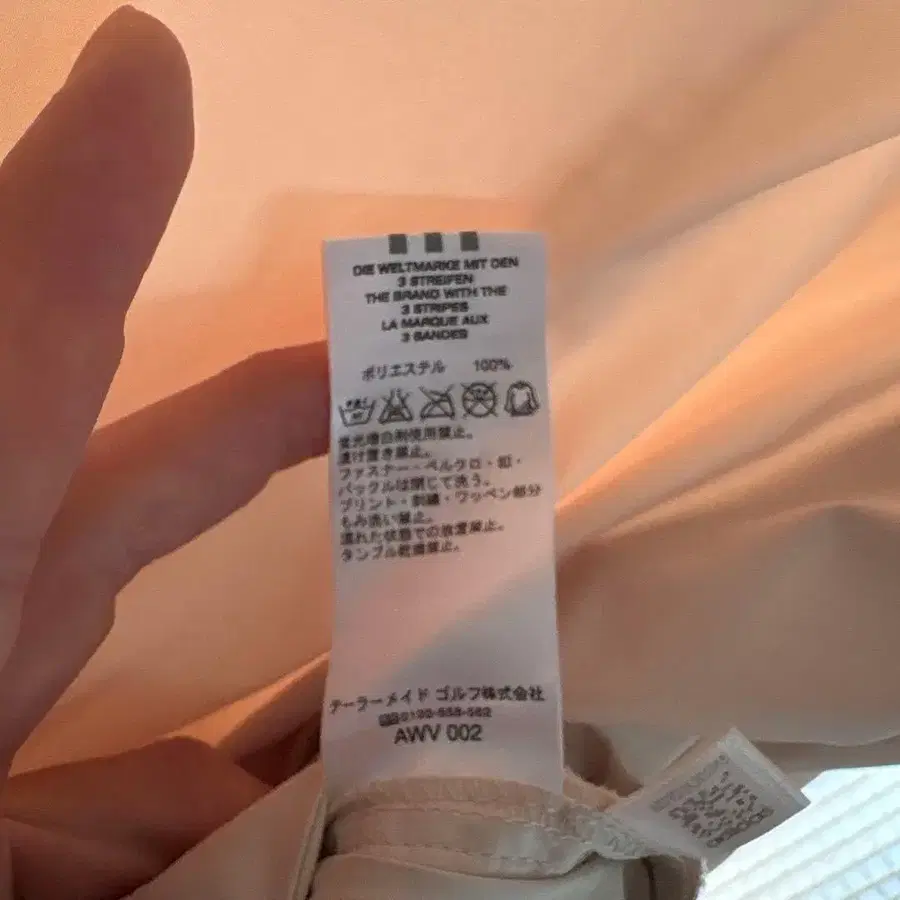 DIE WELTMARKE MIT DEN
3 STREIFEN
THE BRAND WITH THE
3 STRIPES
LA MARQUE AUX
3 BANDES
ポリエステル 100%
蛍光増白剤使用禁止。
漬け置き禁止。
ファスナー・ベルクロ・釦・
バックルは閉じて洗う。
プリント・刺繍・ワッペン部分
もみ洗い禁止。
濡れた状態での放置禁止。
タンブル乾燥禁止。
テーラーメイド ゴルフ株式会社
AWV 002
adidas